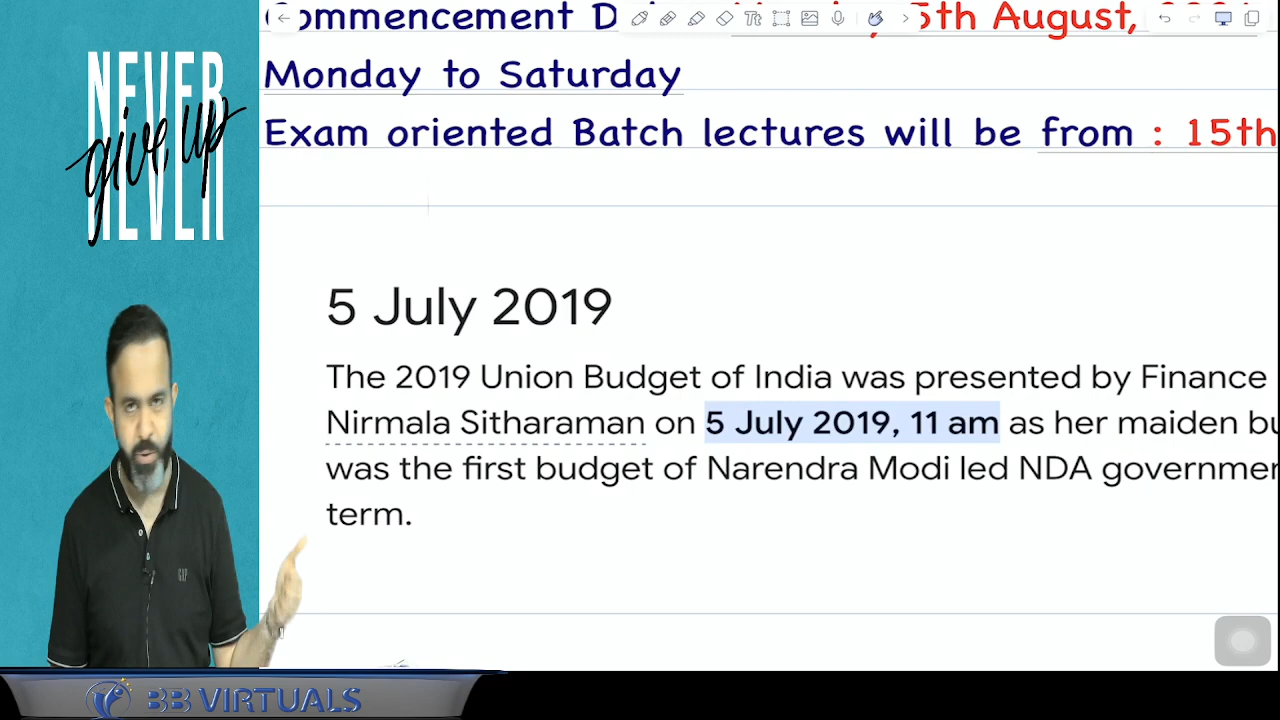 NEVER
give up
NEVER
Commencement D
5th August,
Monday to Saturday
Exam oriented Batch lectures will be from : 15th
5 July 2019
The 2019 Union Budget of India was presented by Finance
Nirmala Sitharaman on 5 July 2019, 11 am as her maiden bu
was the first budget of Narendra Modi led NDA governmen
term.
GAP
BB VIRTUALS